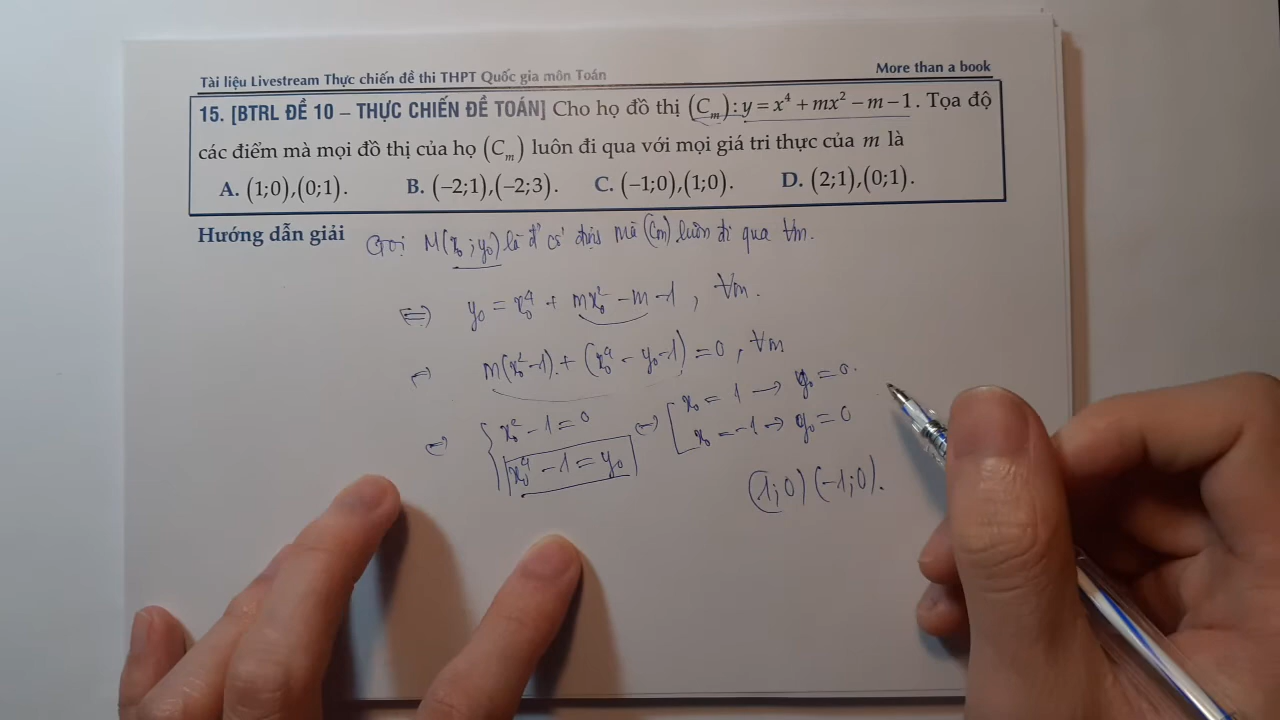 Tài liệu Livestream Thực chiến đề thi THPT Quốc gia môn Toán More than a book
15. [BTRL ĐỀ 10 – THỰC CHIẾN ĐỀ TOÁN] Cho họ đồ thị (Cₘ): y = x⁴ + mx² − m − 1. Tọa độ
các điểm mà mọi đồ thị của họ (Cₘ) luôn đi qua với mọi giá tri thực của m là
A. (1;0),(0;1). B. (−2;1),(−2;3). C. (−1;0),(1;0). D. (2;1),(0;1).
Hướng dẫn giải Gọi M(x₀; y₀) là đ' cố định mà (Cm) luôn đi qua ∀m.
⇔ y₀ = x₀⁴ + mx₀² − m − 1, ∀m.
⇔ m(x₀² − 1) + (x₀⁴ − y₀ − 1) = 0, ∀m
⇔ { x₀² − 1 = 0 ⇔ [ x₀ = 1 → y₀ = 0.
x₀⁴ − 1 = y₀ x₀ = −1 → y₀ = 0
(1;0) (−1;0).